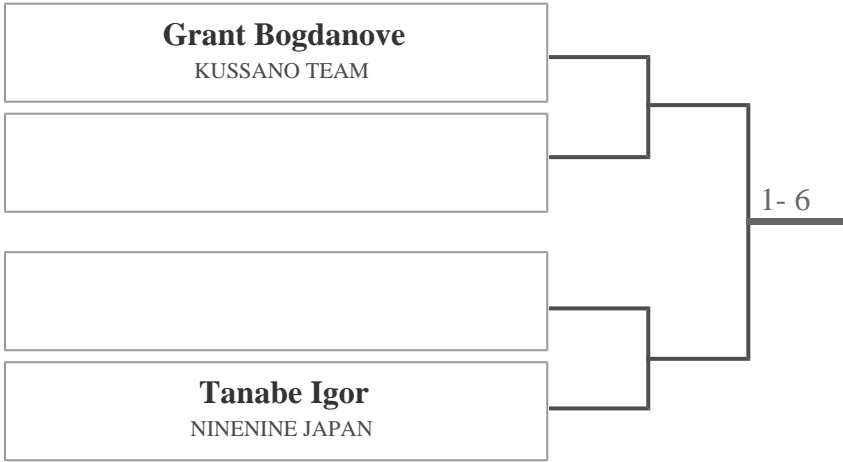 Grant Bogdanove
KUSSANO TEAM
1- 6
Tanabe Igor
NINENINE JAPAN